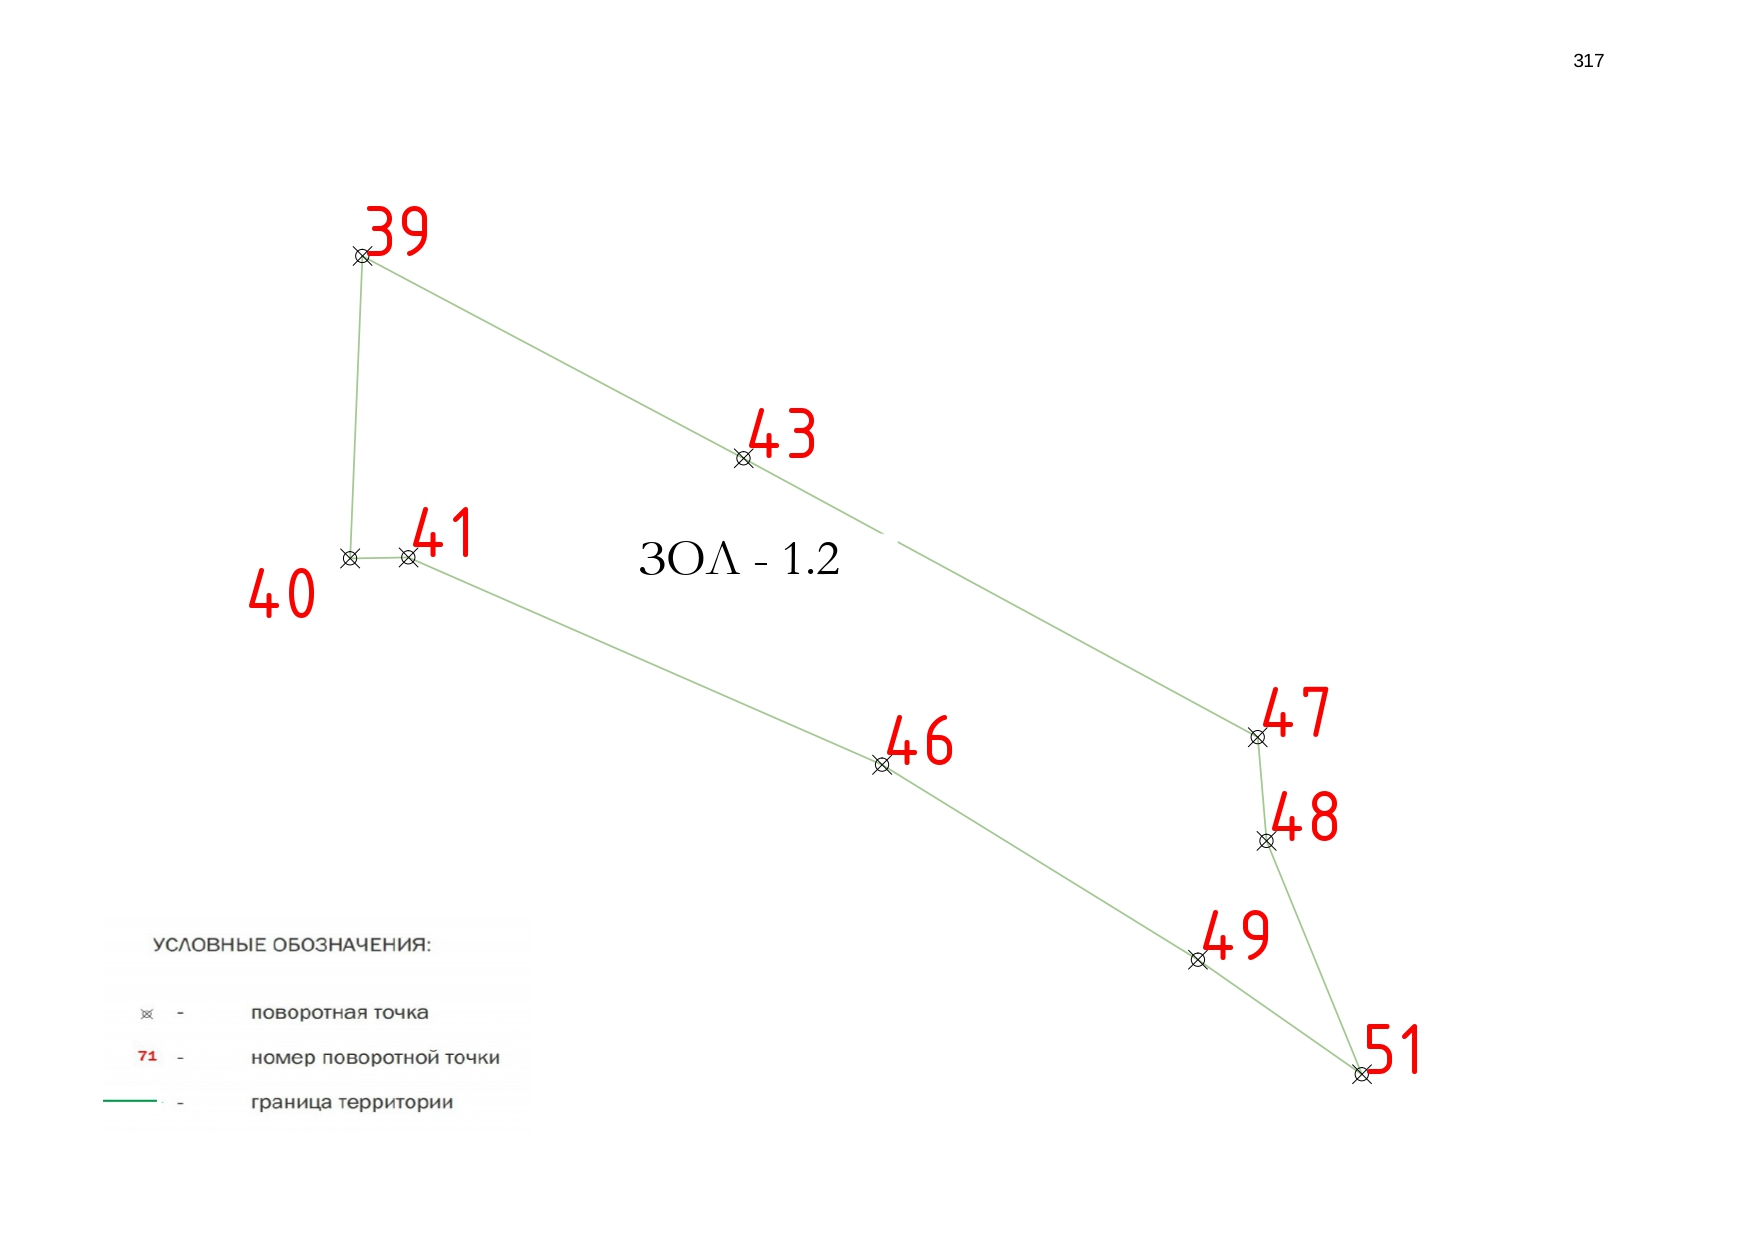 317
39
43
41
ЗОЛ - 1.2
40
47
46
48
49
УСЛОВНЫЕ ОБОЗНАЧЕНИЯ:
- поворотная точка
51
71 - номер поворотной точки
- граница территории